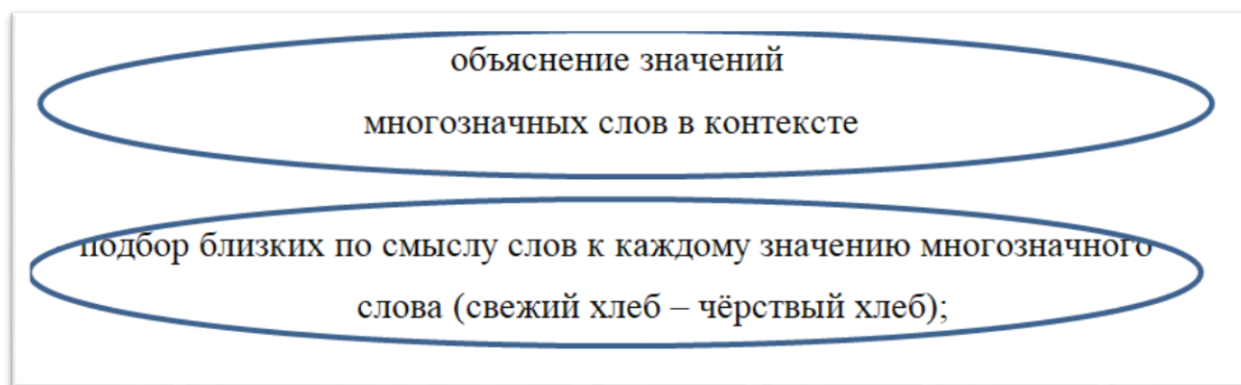 объяснение значений
многозначных слов в контексте
подбор близких по смыслу слов к каждому значению многозначного
слова (свежий хлеб – чёрствый хлеб);